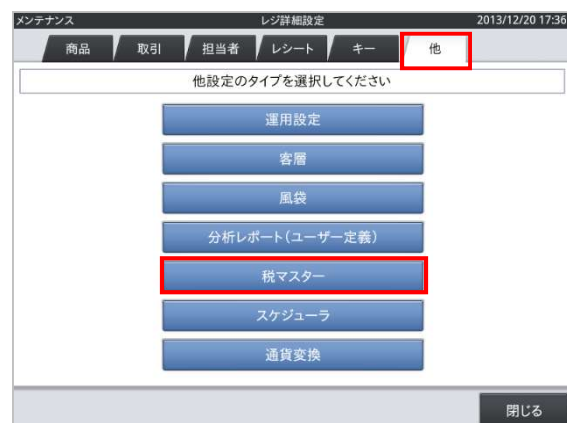 メンテナンス レジ詳細設定 2013/12/20 17:36
商品 取引 担当者 レシート キー 他
他設定のタイプを選択してください
運用設定
客層
風袋
分析レポート(ユーザー定義)
税マスター
スケジューラ
通貨変換
閉じる